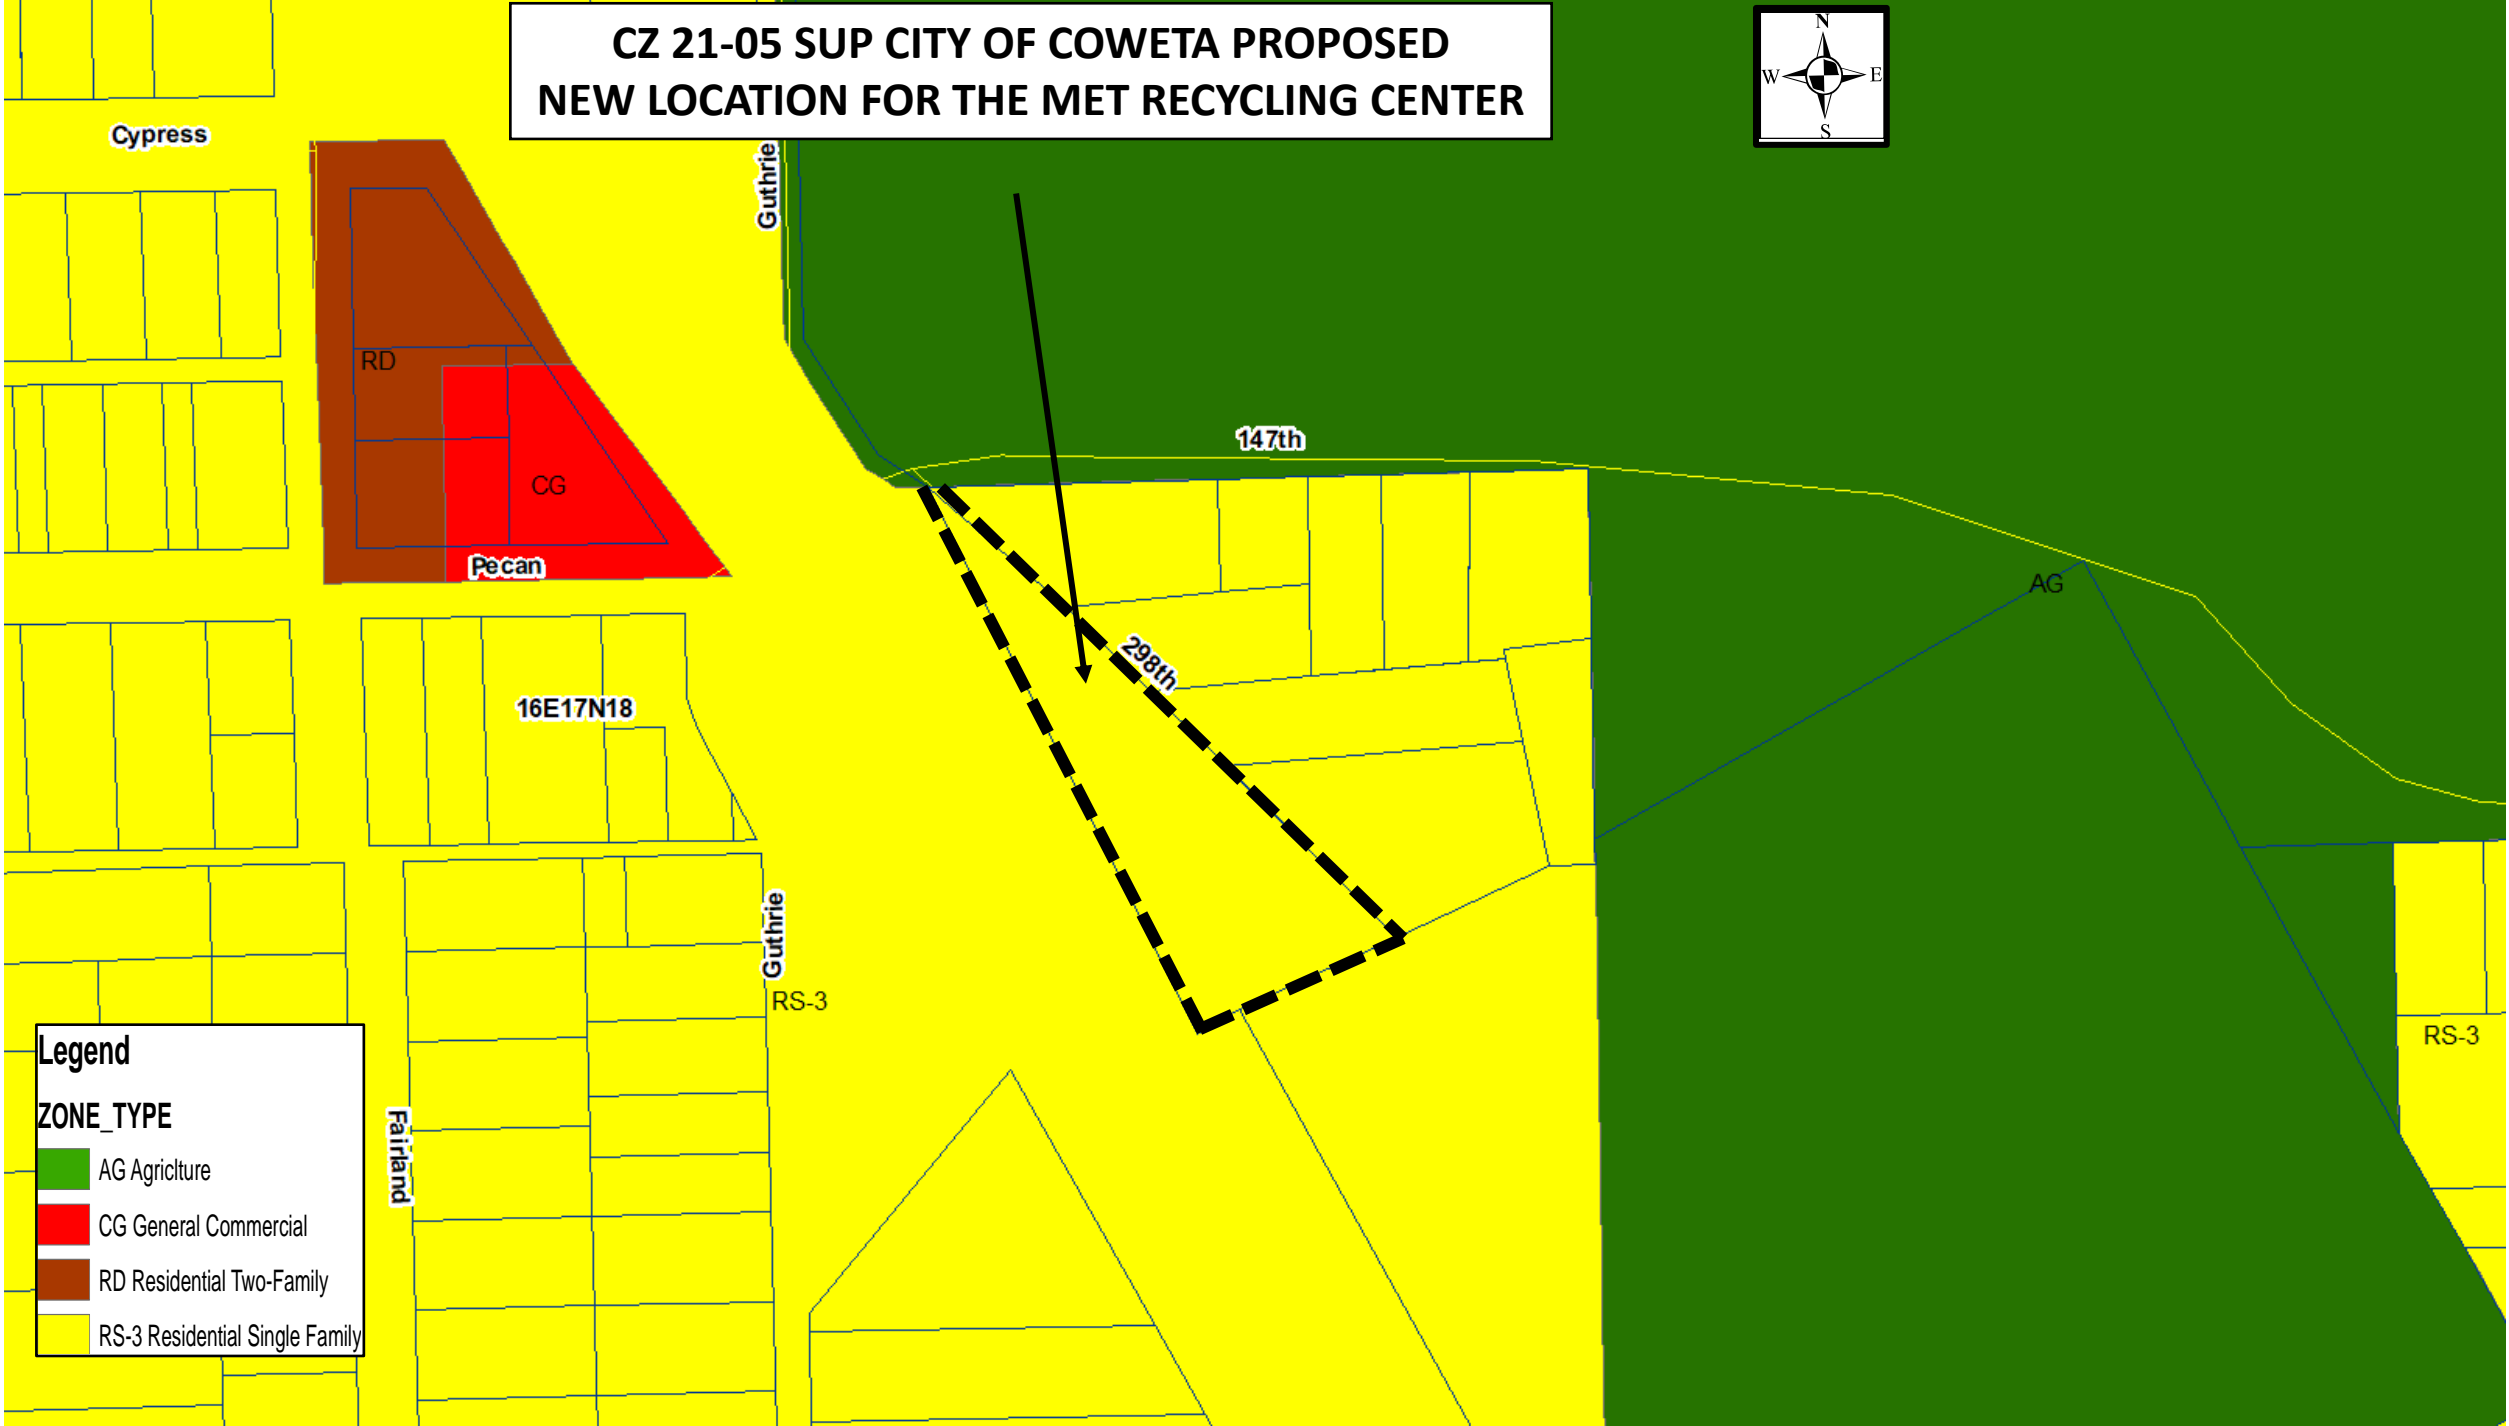 CZ 21-05 SUP CITY OF COWETA PROPOSED
NEW LOCATION FOR THE MET RECYCLING CENTER
N
W
E
S
Cypress
Guthrie
RD
147th
CG
Pecan
AG
298th
16E17N18
Guthrie
RS-3
RS-3
Fairland
Legend
ZONE_TYPE
AG Agriclture
CG General Commercial
RD Residential Two-Family
RS-3 Residential Single Family